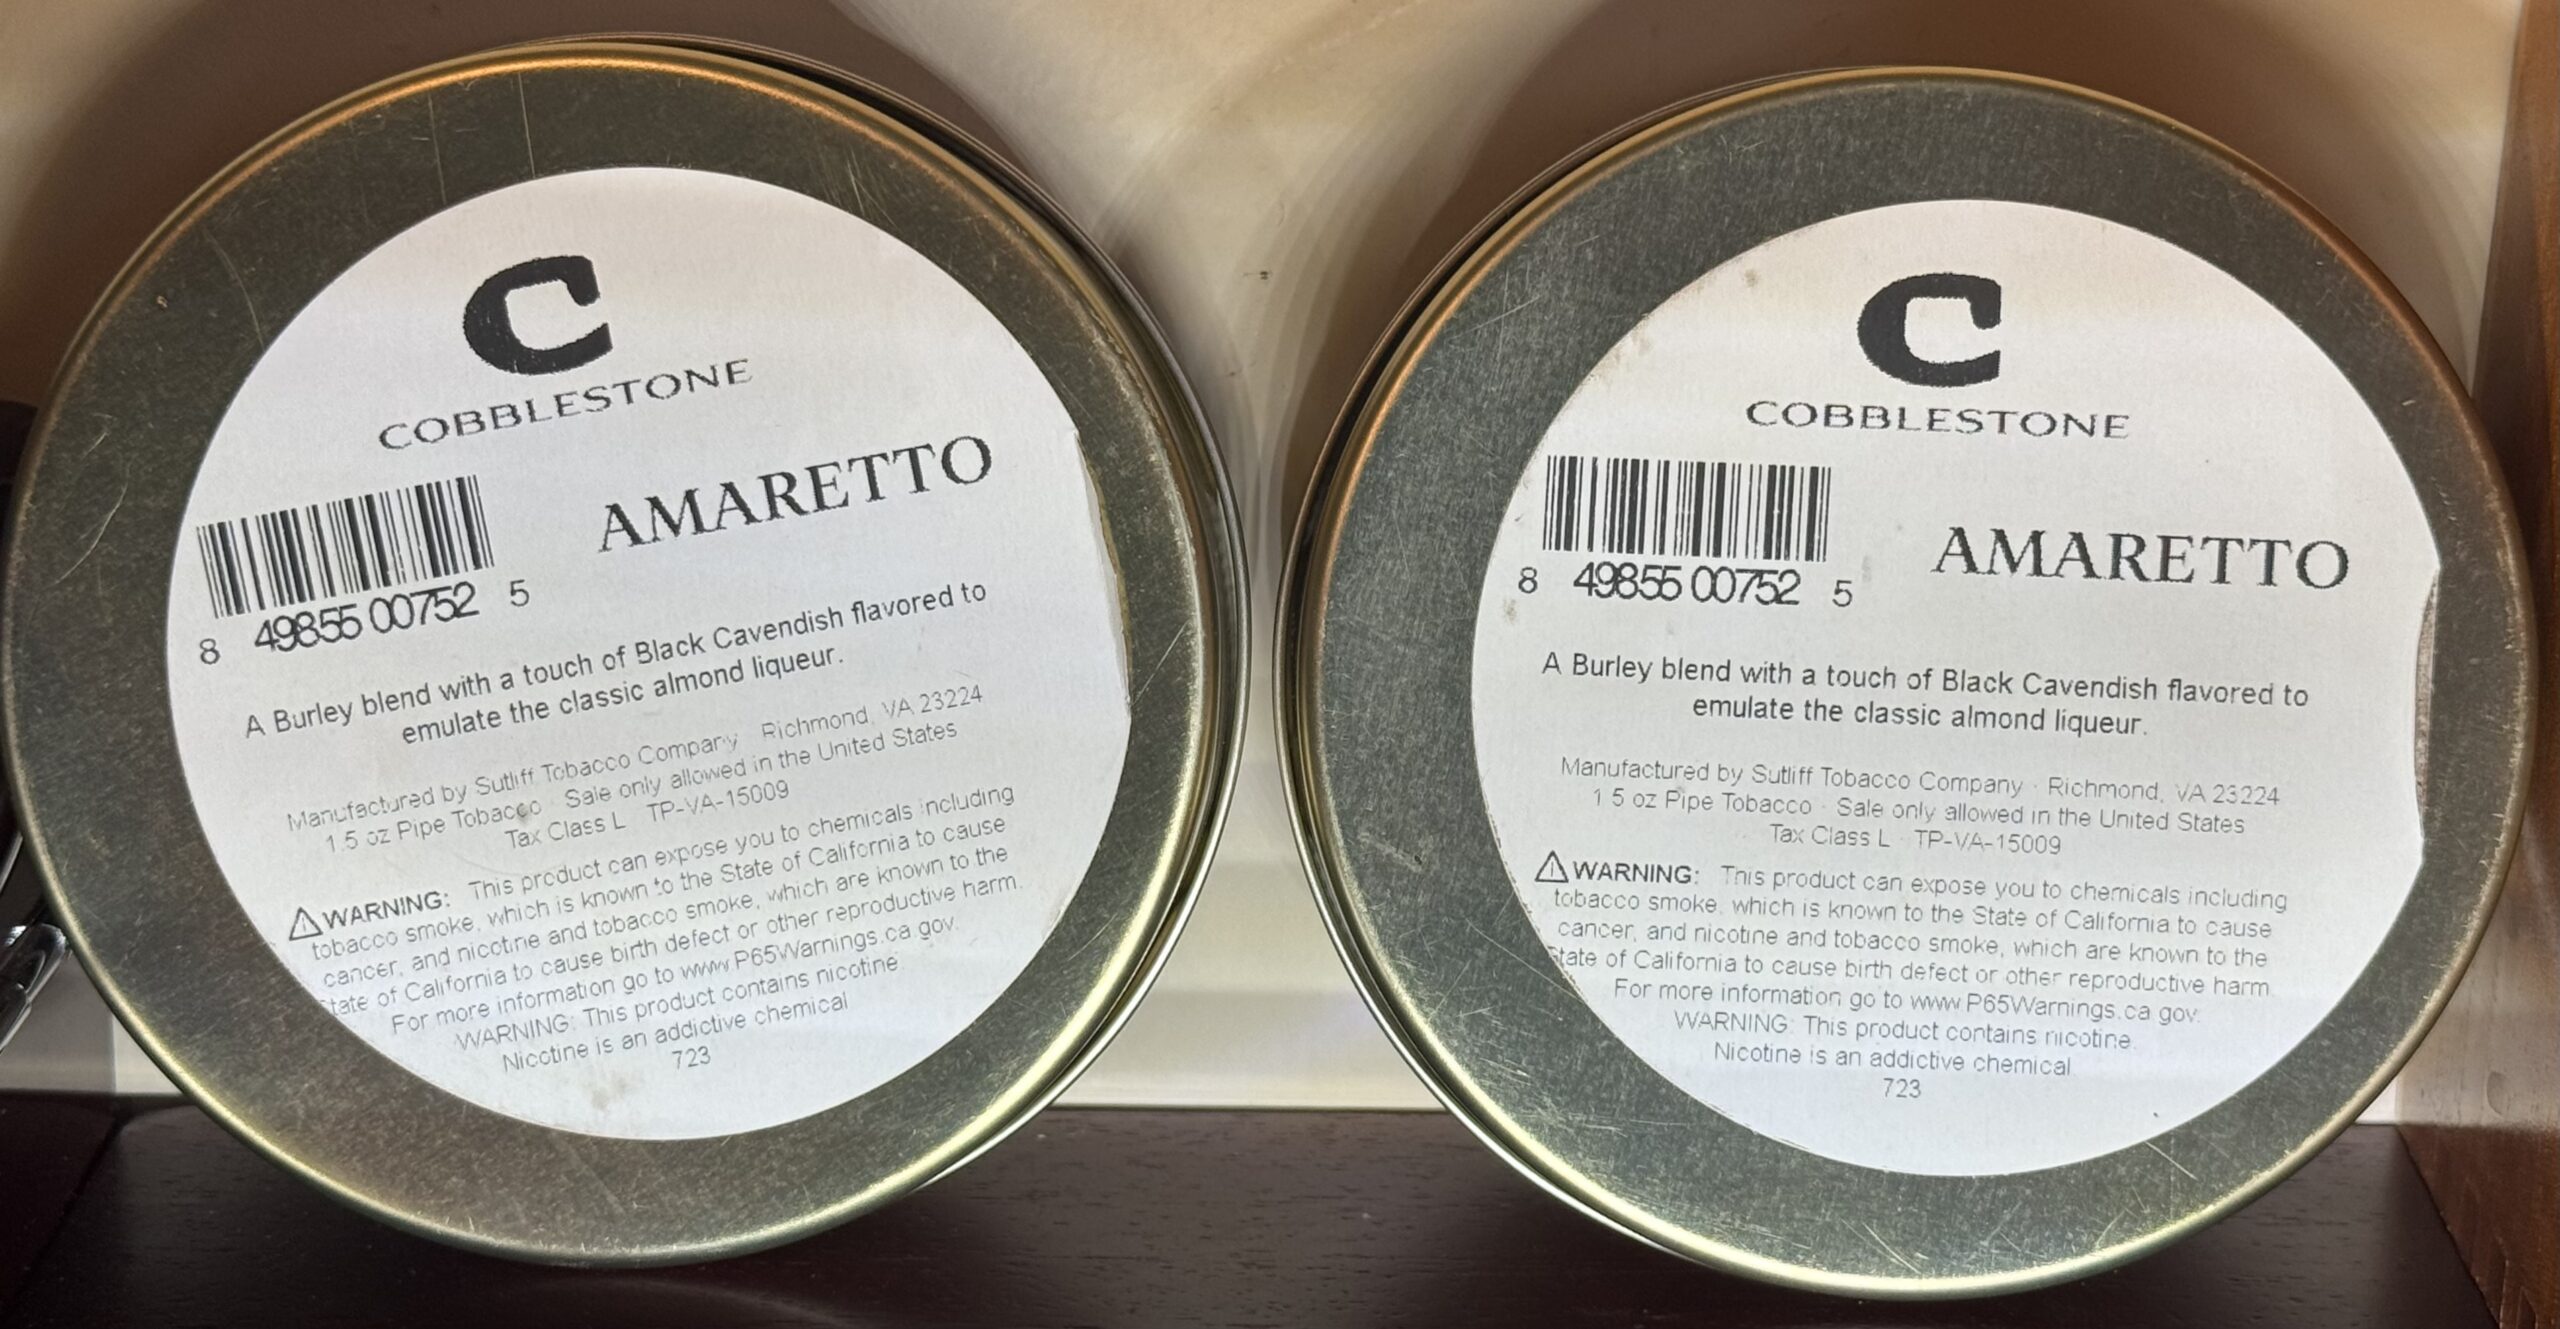 C
COBBLESTONE
AMARETTO
8 49855 00752 5
A Burley blend with a touch of Black Cavendish flavored to
emulate the classic almond liqueur.
Manufactured by Sutliff Tobacco Company Richmond, VA 23224
1.5 oz Pipe Tobacco · Sale only allowed in the United States
Tax Class L TP-VA-15009
⚠WARNING: This product can expose you to chemicals including
tobacco smoke, which is known to the State of California to cause
cancer, and nicotine and tobacco smoke, which are known to the
State of California to cause birth defect or other reproductive harm.
For more information go to www.P65Warnings.ca.gov.
WARNING: This product contains nicotine.
Nicotine is an addictive chemical
723
C
COBBLESTONE
AMARETTO
8 49855 00752 5
A Burley blend with a touch of Black Cavendish flavored to
emulate the classic almond liqueur.
Manufactured by Sutliff Tobacco Company · Richmond, VA 23224
1.5 oz Pipe Tobacco · Sale only allowed in the United States
Tax Class L · TP-VA-15009
⚠WARNING: This product can expose you to chemicals including
tobacco smoke, which is known to the State of California to cause
cancer, and nicotine and tobacco smoke, which are known to the
State of California to cause birth defect or other reproductive harm.
For more information go to www.P65Warnings.ca.gov.
WARNING: This product contains nicotine.
Nicotine is an addictive chemical.
723